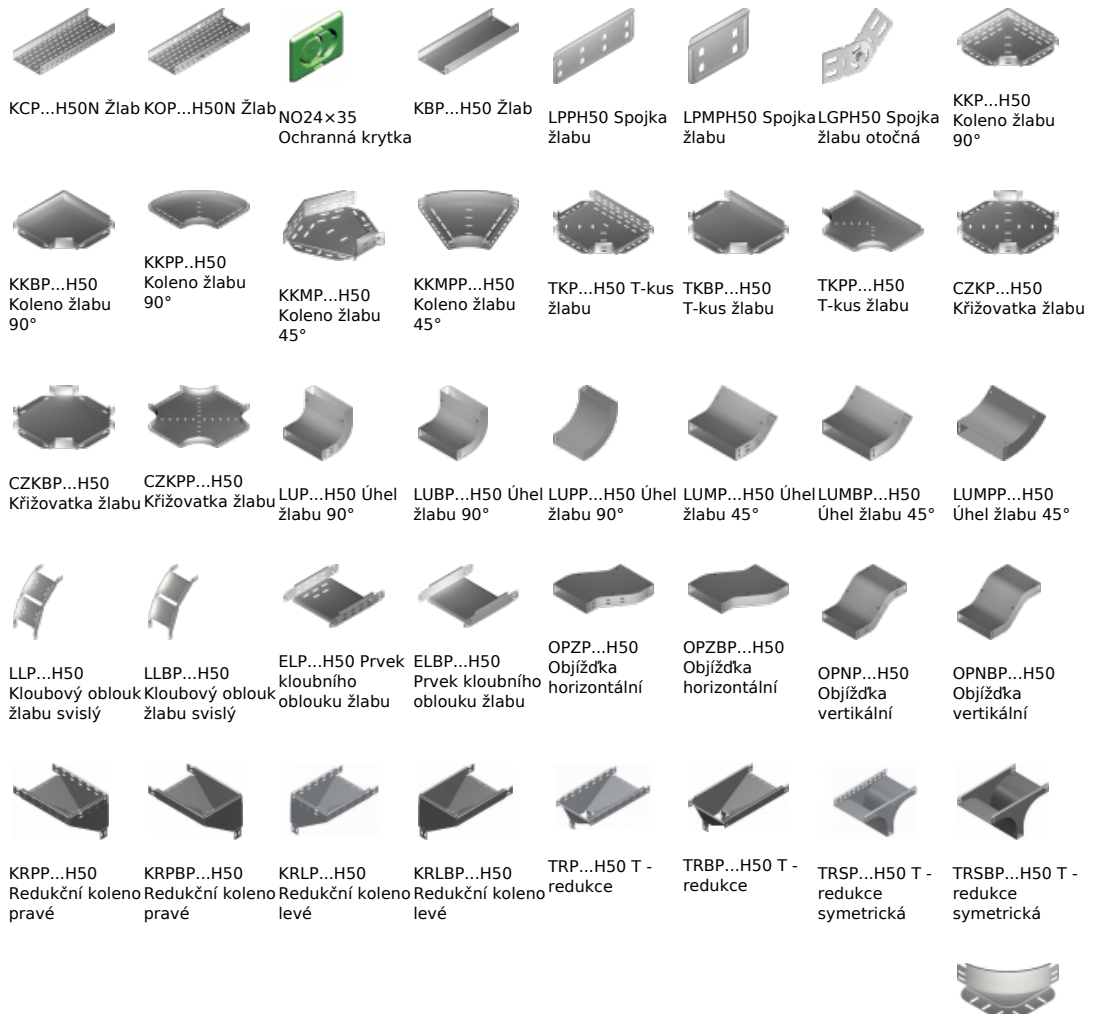 KCP...H50N Žlab
KOP...H50N Žlab
NO24×35
Ochranná krytka
KBP...H50 Žlab
LPPH50 Spojka
žlabu
LPMPH50 Spojka
žlabu
LGPH50 Spojka
žlabu otočná
KKP...H50
Koleno žlabu
90°
KKBP...H50
Koleno žlabu
90°
KKPP..H50
Koleno žlabu
90°
KKMP...H50
Koleno žlabu
45°
KKMPP...H50
Koleno žlabu
45°
TKP...H50 T-kus
žlabu
TKBP...H50
T-kus žlabu
TKPP...H50
T-kus žlabu
CZKP...H50
Křižovatka žlabu
CZKBP...H50
Křižovatka žlabu
CZKPP...H50
Křižovatka žlabu
LUP...H50 Úhel
žlabu 90°
LUBP...H50 Úhel
žlabu 90°
LUPP...H50 Úhel
žlabu 90°
LUMP...H50 Úhel
žlabu 45°
LUMBP...H50
Úhel žlabu 45°
LUMPP...H50
Úhel žlabu 45°
LLP...H50
Kloubový oblouk
žlabu svislý
LLBP...H50
Kloubový oblouk
žlabu svislý
ELP...H50 Prvek
kloubního
oblouku žlabu
ELBP...H50
Prvek kloubního
oblouku žlabu
OPZP...H50
Objížďka
horizontální
OPZBP...H50
Objížďka
horizontální
OPNP...H50
Objížďka
vertikální
OPNBP...H50
Objížďka
vertikální
KRPP...H50
Redukční koleno
pravé
KRPBP...H50
Redukční koleno
pravé
KRLP...H50
Redukční koleno
levé
KRLBP...H50
Redukční koleno
levé
TRP...H50 T -
redukce
TRBP...H50 T -
redukce
TRSP...H50 T -
redukce
symetrická
TRSBP...H50 T -
redukce
symetrická